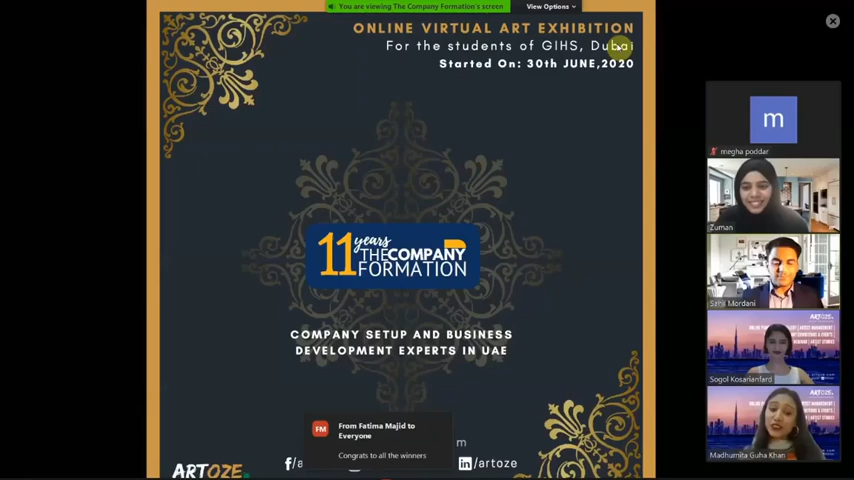 You are viewing The Company Formation's screen
View Options
ONLINE VIRTUAL ART EXHIBITION
For the students of GIHS, Dubai
Started On: 30th JUNE,2020
11 years
THE COMPANY
FORMATION
COMPANY SETUP AND BUSINESS
DEVELOPMENT EXPERTS IN UAE
FM
From Fatima Majid to
Everyone
Congrats to all the winners
ARTOZE.
f/a
m
in/artoze
m
megha poddar
Zuman
Sahil Mordani
ARTOZE
Sogol Kosarianfard
ARTOZE
Madhumita Guha Khan